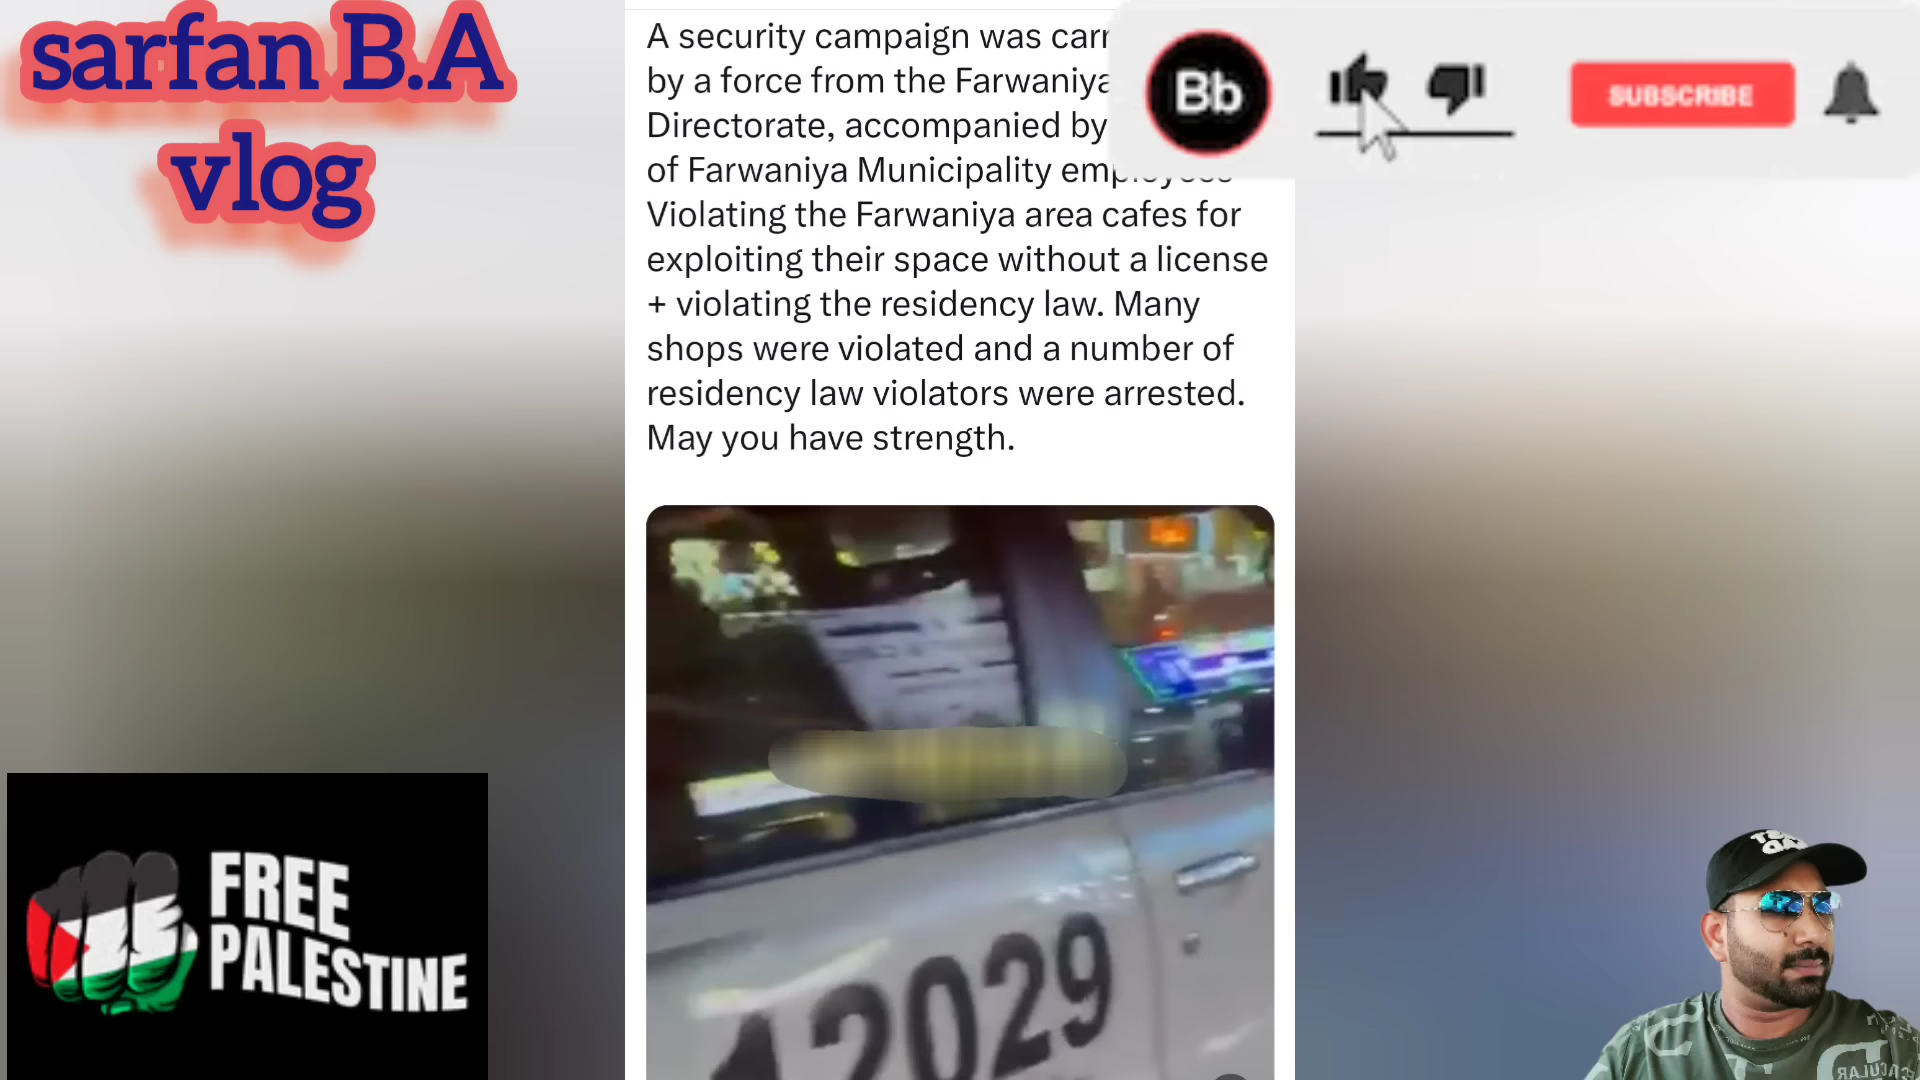 sarfan B.A
vlog
A security campaign was carr
by a force from the Farwaniya
Directorate, accompanied by
of Farwaniya Municipality employees
Violating the Farwaniya area cafes for
exploiting their space without a license
+ violating the residency law. Many
shops were violated and a number of
residency law violators were arrested.
May you have strength.
Bb
SUBSCRIBE
12029
FREE
PALESTINE